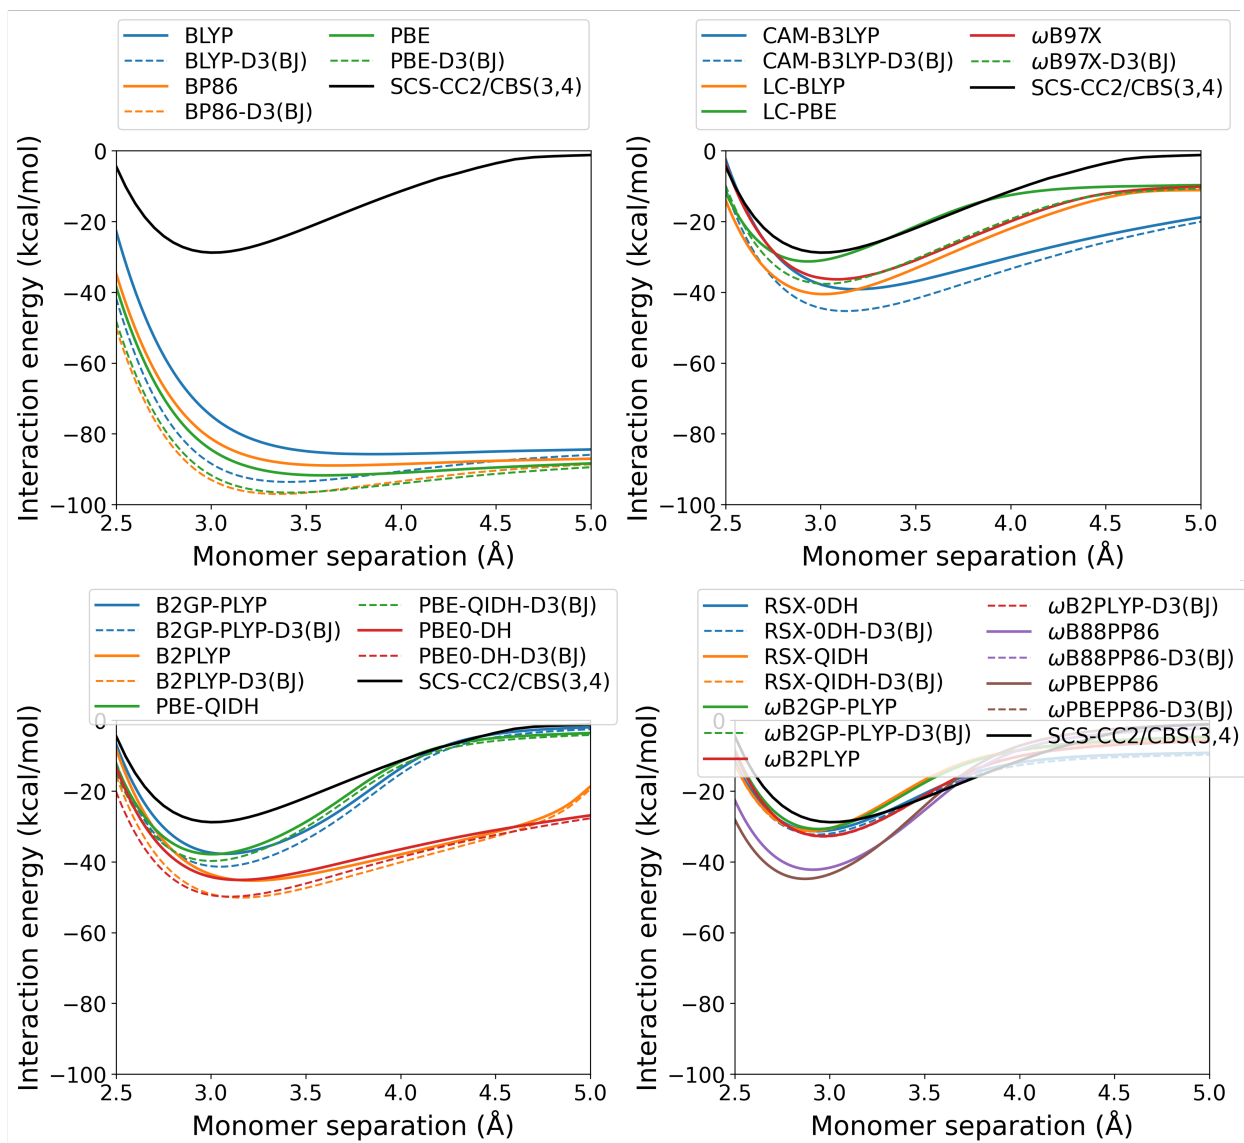 BLYP
BLYP-D3(BJ)
BP86
BP86-D3(BJ)
PBE
PBE-D3(BJ)
SCS-CC2/CBS(3,4)
Interaction energy (kcal/mol)
0
−20
−40
−60
−80
−100
2.5 3.0 3.5 4.0 4.5 5.0
Monomer separation (Å)
CAM-B3LYP
CAM-B3LYP-D3(BJ)
LC-BLYP
LC-PBE
ωB97X
ωB97X-D3(BJ)
SCS-CC2/CBS(3,4)
Interaction energy (kcal/mol)
0
−20
−40
−60
−80
−100
2.5 3.0 3.5 4.0 4.5 5.0
Monomer separation (Å)
B2GP-PLYP
B2GP-PLYP-D3(BJ)
B2PLYP
B2PLYP-D3(BJ)
PBE-QIDH
PBE-QIDH-D3(BJ)
PBE0-DH
PBE0-DH-D3(BJ)
SCS-CC2/CBS(3,4)
Interaction energy (kcal/mol)
0
−20
−40
−60
−80
−100
2.5 3.0 3.5 4.0 4.5 5.0
Monomer separation (Å)
RSX-0DH
RSX-0DH-D3(BJ)
RSX-QIDH
RSX-QIDH-D3(BJ)
ωB2GP-PLYP
ωB2GP-PLYP-D3(BJ)
ωB2PLYP
ωB2PLYP-D3(BJ)
ωB88PP86
ωB88PP86-D3(BJ)
ωPBEPP86
ωPBEPP86-D3(BJ)
SCS-CC2/CBS(3,4)
Interaction energy (kcal/mol)
0
−20
−40
−60
−80
−100
2.5 3.0 3.5 4.0 4.5 5.0
Monomer separation (Å)